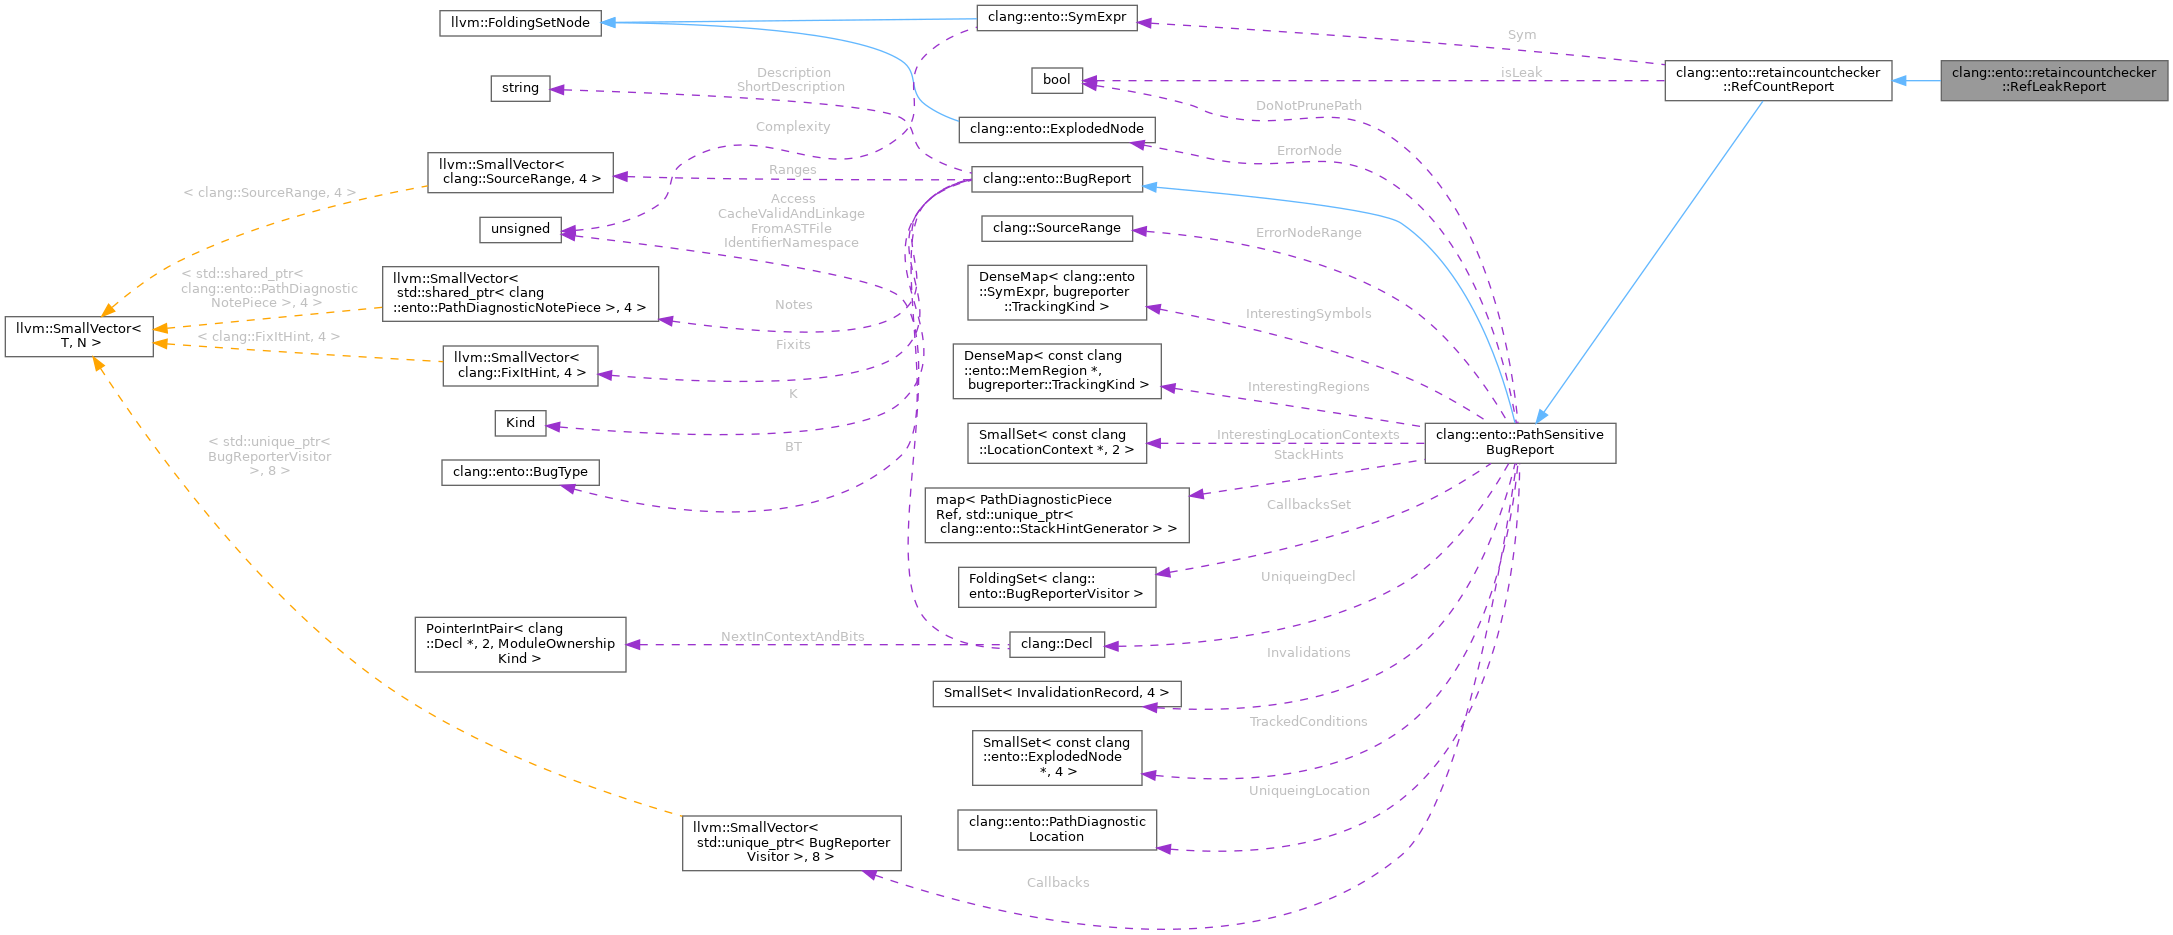 llvm::FoldingSetNode
clang::ento::SymExpr
Sym
clang::ento::retaincountchecker
::RefCountReport
clang::ento::retaincountchecker
::RefLeakReport
string
Description
ShortDescription
bool
isLeak
DoNotPrunePath
Complexity
clang::ento::ExplodedNode
ErrorNode
llvm::SmallVector<
clang::SourceRange, 4 >
Ranges
clang::ento::BugReport
< clang::SourceRange, 4 >
unsigned
Access
CacheValidAndLinkage
FromASTFile
IdentifierNamespace
clang::SourceRange
ErrorNodeRange
< std::shared_ptr<
clang::ento::PathDiagnostic
NotePiece >, 4 >
llvm::SmallVector<
std::shared_ptr< clang
::ento::PathDiagnosticNotePiece >, 4 >
Notes
DenseMap< clang::ento
::SymExpr, bugreporter
::TrackingKind >
InterestingSymbols
llvm::SmallVector<
T, N >
< clang::FixItHint, 4 >
llvm::SmallVector<
clang::FixItHint, 4 >
Fixits
DenseMap< const clang
::ento::MemRegion *,
bugreporter::TrackingKind >
InterestingRegions
K
Kind
SmallSet< const clang
::LocationContext *, 2 >
InterestingLocationContexts
StackHints
clang::ento::PathSensitive
BugReport
< std::unique_ptr<
BugReporterVisitor
>, 8 >
BT
clang::ento::BugType
map< PathDiagnosticPiece
Ref, std::unique_ptr<
clang::ento::StackHintGenerator > >
CallbacksSet
FoldingSet< clang::
ento::BugReporterVisitor >
UniqueingDecl
PointerIntPair< clang
::Decl *, 2, ModuleOwnership
Kind >
NextInContextAndBits
clang::Decl
Invalidations
SmallSet< InvalidationRecord, 4 >
TrackedConditions
SmallSet< const clang
::ento::ExplodedNode
*, 4 >
UniqueingLocation
clang::ento::PathDiagnostic
Location
llvm::SmallVector<
std::unique_ptr< BugReporter
Visitor >, 8 >
Callbacks